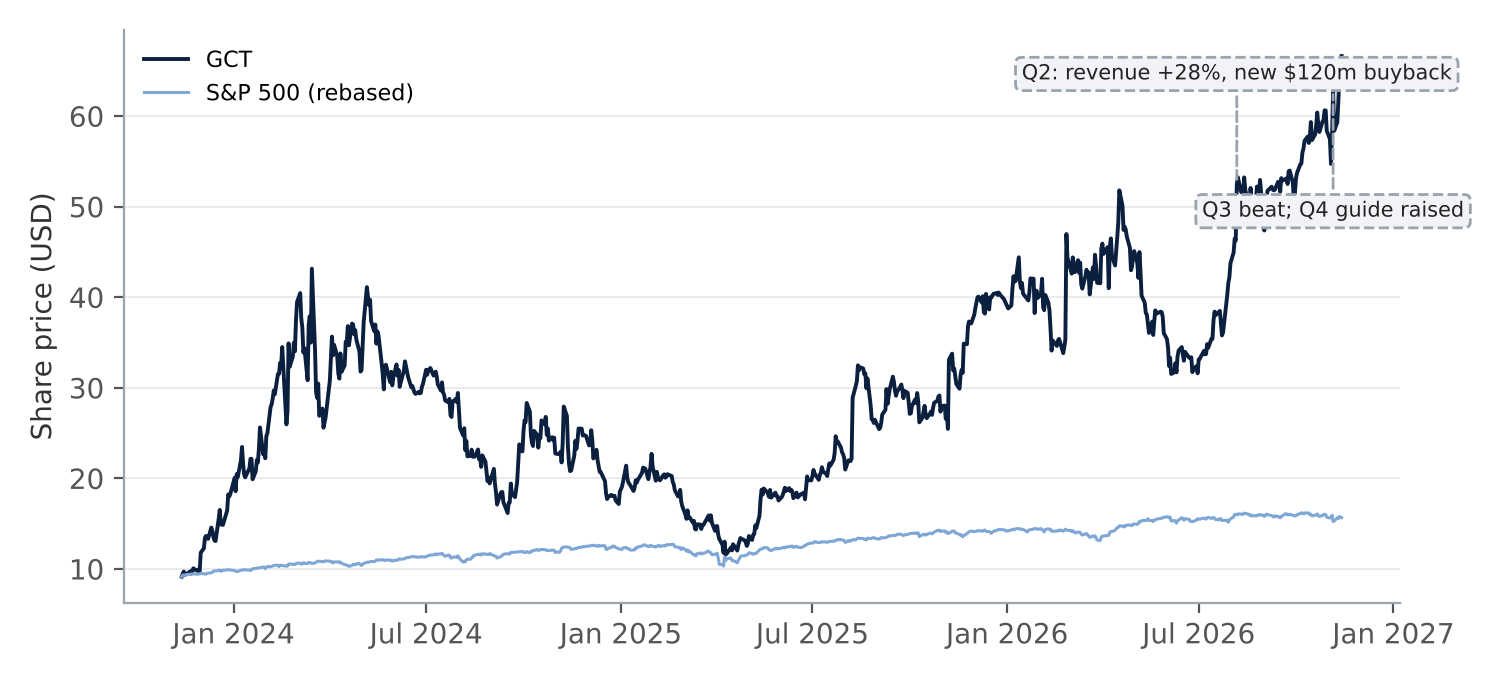 GCT
S&P 500 (rebased)
Q2: revenue +28%, new $120m buyback
Q3 beat; Q4 guide raised
Share price (USD)
60
50
40
30
20
10
Jan 2024
Jul 2024
Jan 2025
Jul 2025
Jan 2026
Jul 2026
Jan 2027